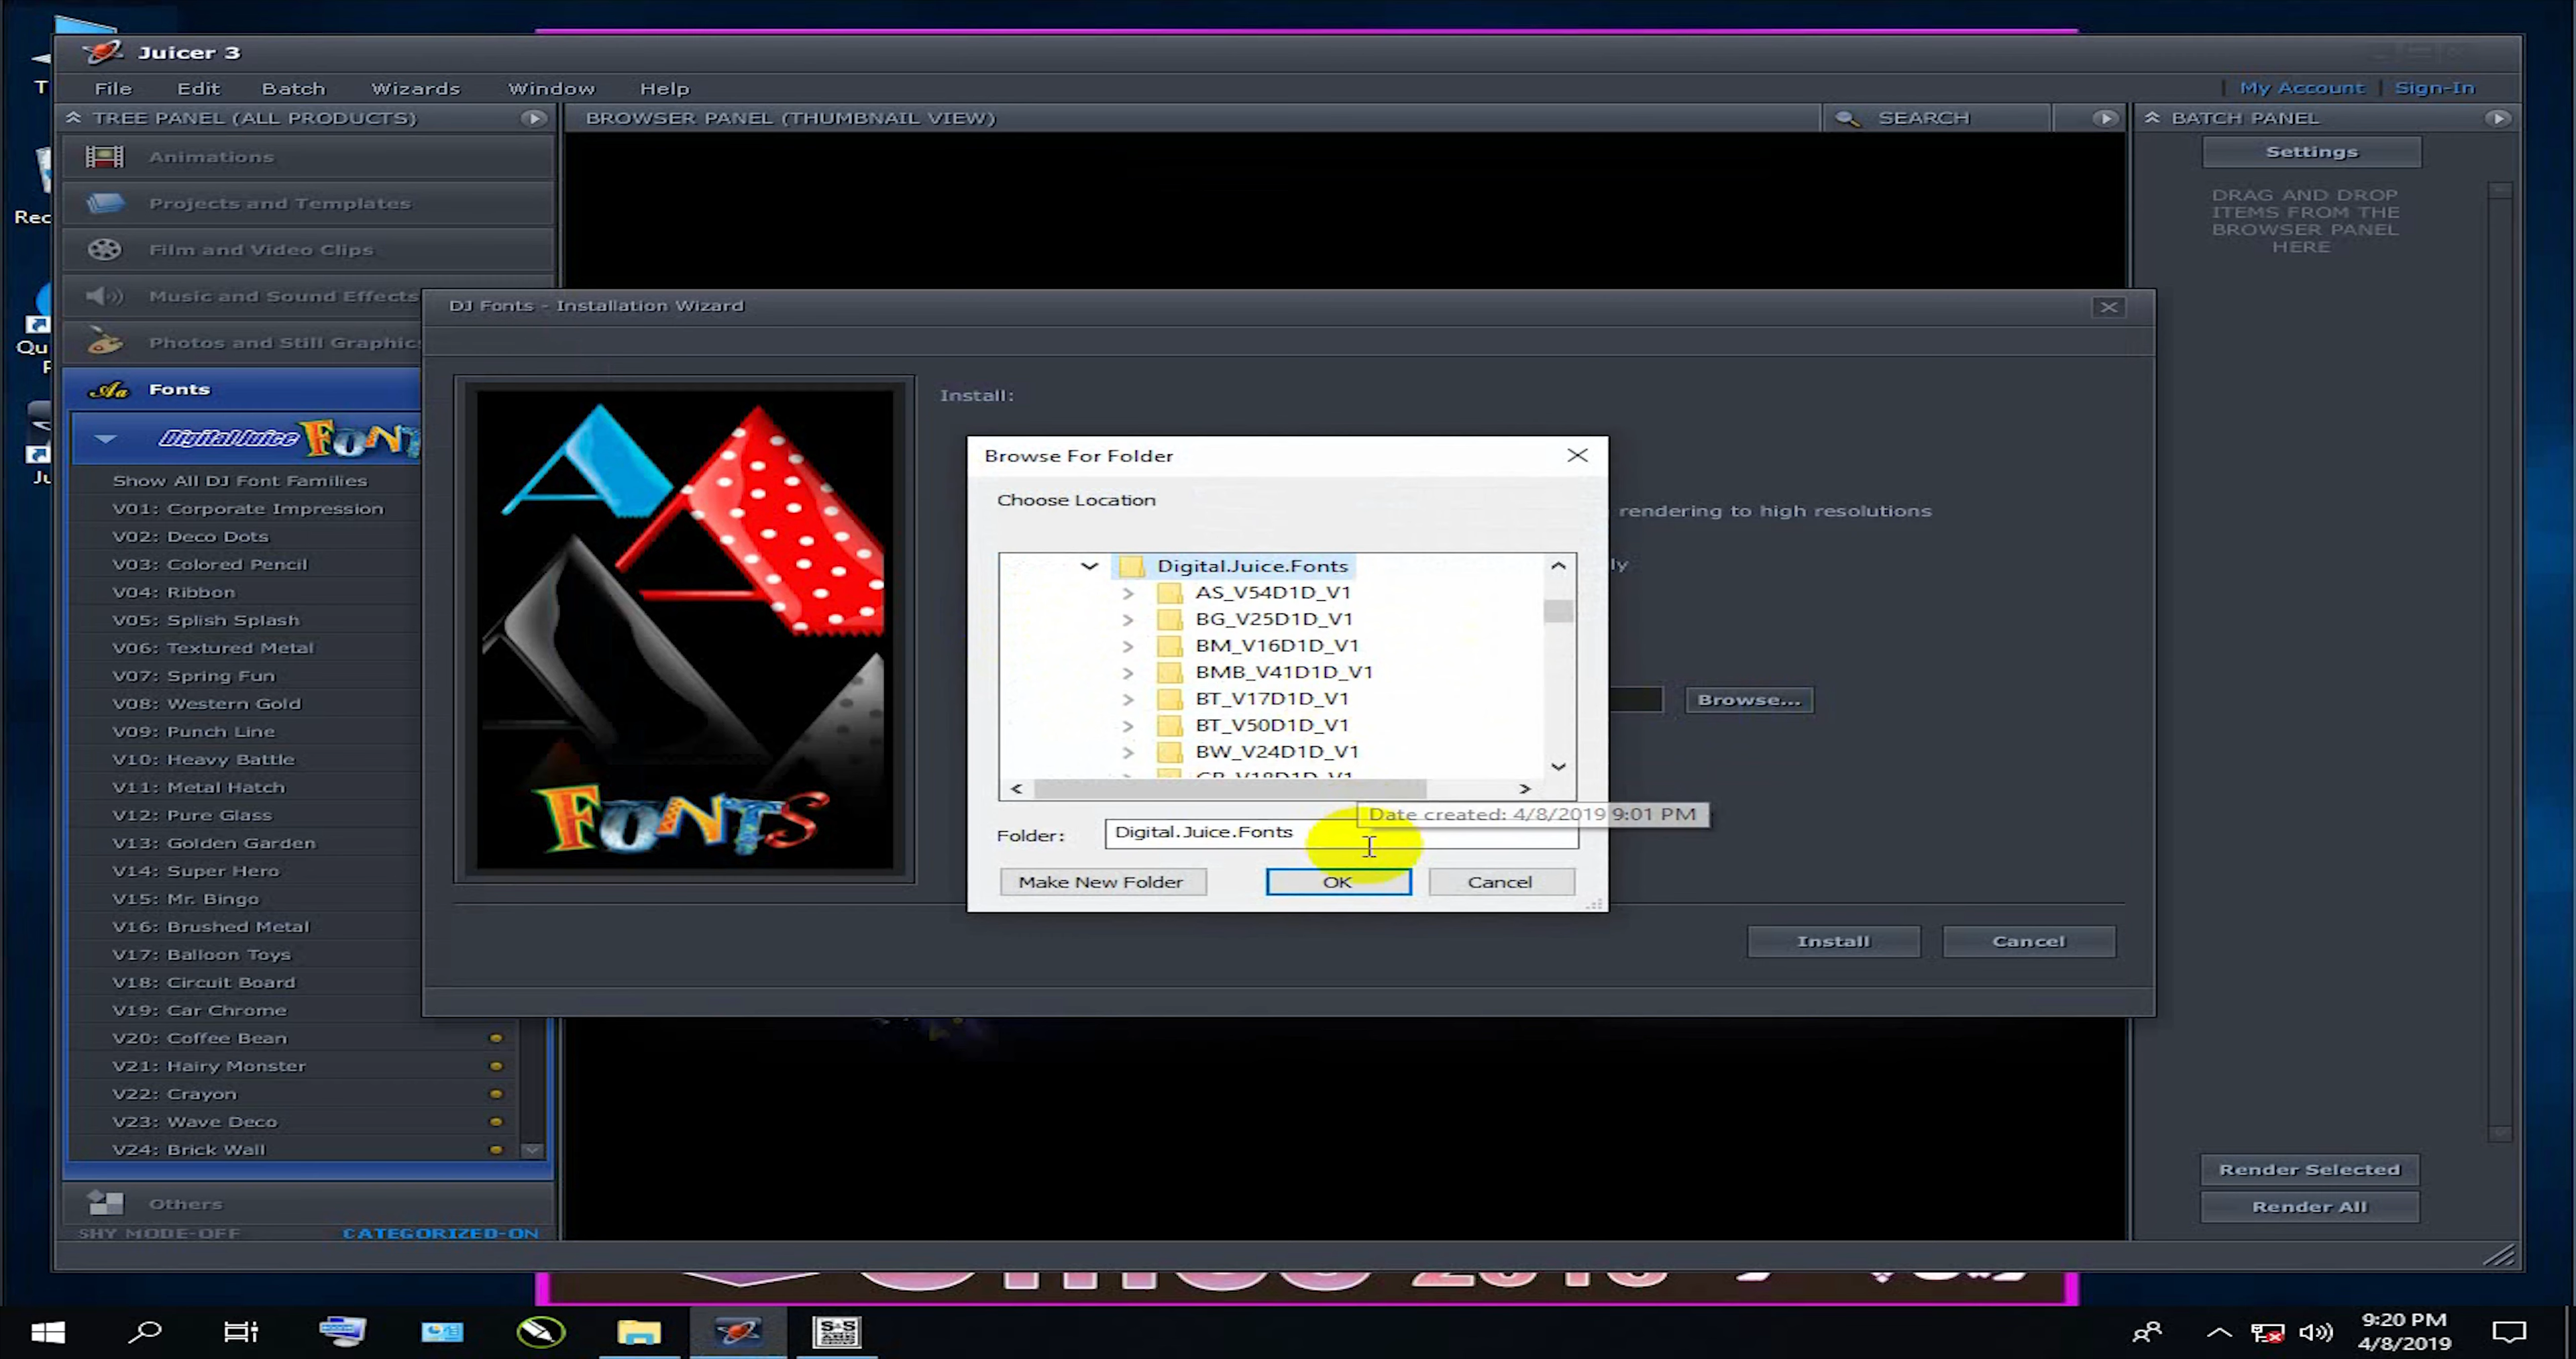 Juicer 3
File Edit Batch Wizards Window Help
My Account Sign-In
TREE PANEL (ALL PRODUCTS)
BROWSER PANEL (THUMBNAIL VIEW)
SEARCH
BATCH PANEL
Animations
Projects and Templates
Film and Video Clips
Music and Sound Effects
Photos and Still Graphics
Fonts
DigitalJuice FONT
Show All DJ Font Families
V01: Corporate Impression
V02: Deco Dots
V03: Colored Pencil
V04: Ribbon
V05: Splish Splash
V06: Textured Metal
V07: Spring Fun
V08: Western Gold
V09: Punch Line
V10: Heavy Battle
V11: Metal Hatch
V12: Pure Glass
V13: Golden Garden
V14: Super Hero
V15: Mr. Bingo
V16: Brushed Metal
V17: Balloon Toys
V18: Circuit Board
V19: Car Chrome
V20: Coffee Bean
V21: Hairy Monster
V22: Crayon
V23: Wave Deco
V24: Brick Wall
Others
SHY MODE-OFF
CATEGORIZED-ON
DJ Fonts - Installation Wizard
FONTS
Install:
rendering to high resolutions
ly
Browse...
Install
Cancel
Browse For Folder
Choose Location
Digital.Juice.Fonts
AS_V54D1D_V1
BG_V25D1D_V1
BM_V16D1D_V1
BMB_V41D1D_V1
BT_V17D1D_V1
BT_V50D1D_V1
BW_V24D1D_V1
Date created: 4/8/2019 9:01 PM
Folder:
Digital.Juice.Fonts
Make New Folder
OK
Cancel
Settings
DRAG AND DROP
ITEMS FROM THE
BROWSER PANEL
HERE
Render Selected
Render All
Rec
Qu
Ju
S&S
9:20 PM
4/8/2019